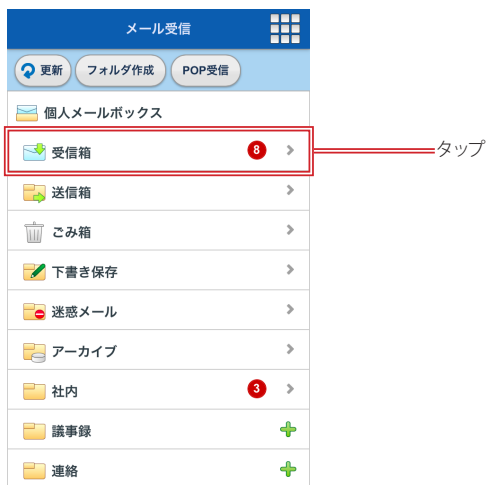 メール受信
更新 フォルダ作成 POP受信
個人メールボックス
受信箱 8 タップ
送信箱
ごみ箱
下書き保存
迷惑メール
アーカイブ
社内 3
議事録
連絡